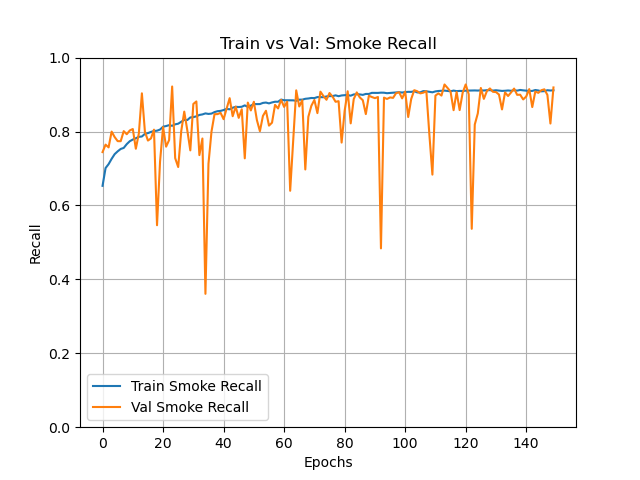 Train vs Val: Smoke Recall
Recall
1.0
0.8
0.6
0.4
0.2
0.0
Train Smoke Recall
Val Smoke Recall
0 20 40 60 80 100 120 140
Epochs